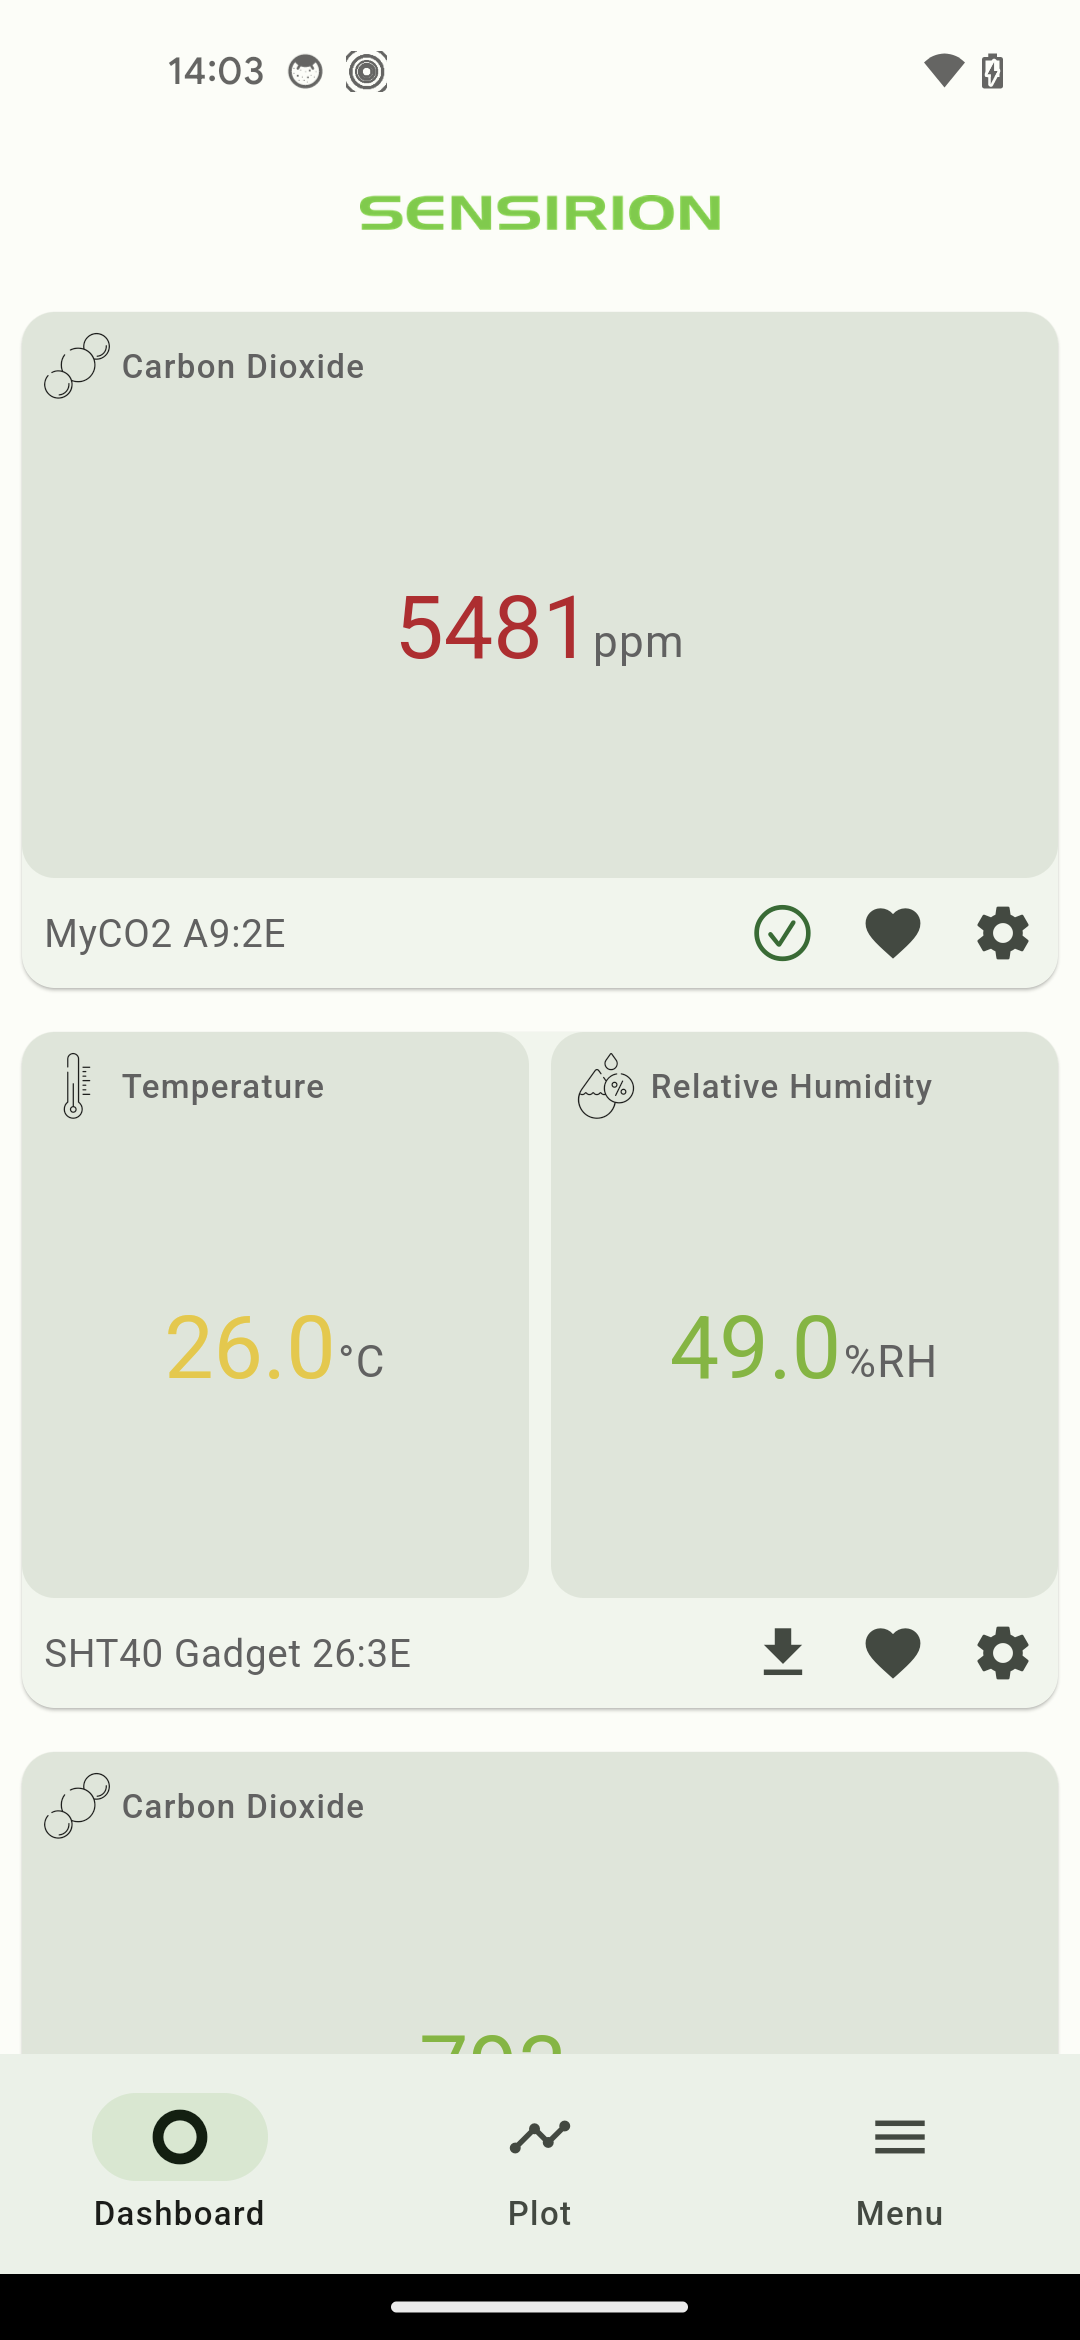 14:03
SENSIRION
Carbon Dioxide
5481 ppm
MyCO2 A9:2E
Temperature
Relative Humidity
26.0 °C
49.0 %RH
SHT40 Gadget 26:3E
Carbon Dioxide
Dashboard
Plot
Menu